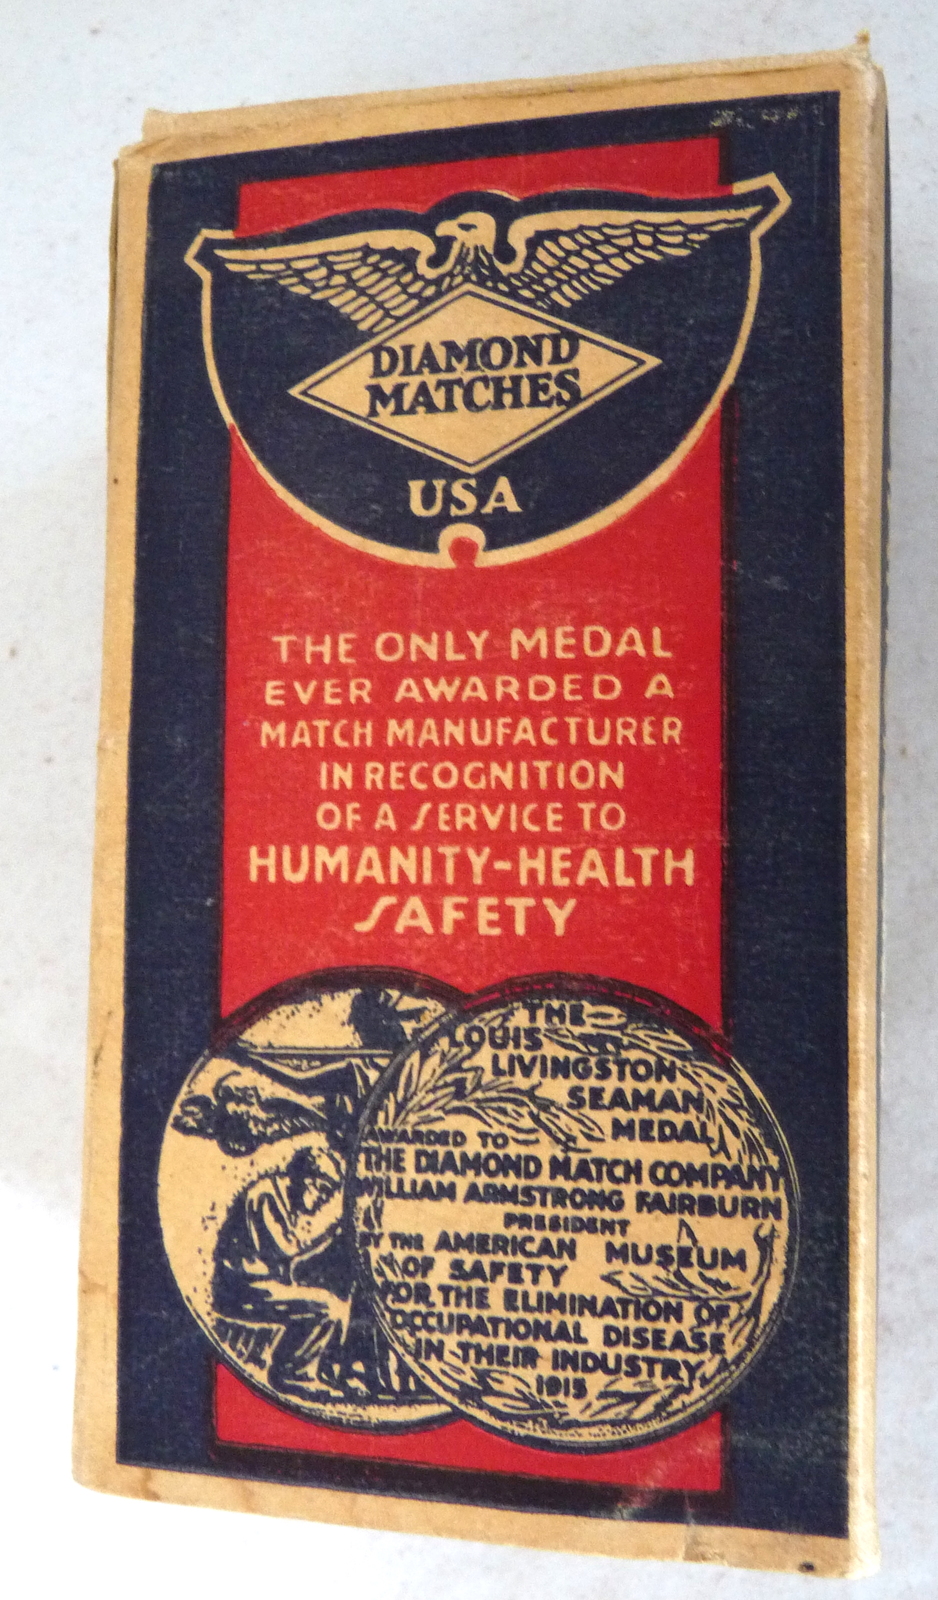 DIAMOND
MATCHES
USA
THE ONLY MEDAL
EVER AWARDED A
MATCH MANUFACTURER
IN RECOGNITION
OF A SERVICE TO
HUMANITY-HEALTH
SAFETY
THE
LOUIS
LIVINGSTON
SEAMAN
MEDAL
AWARDED TO
THE DIAMOND MATCH COMPANY
WILLIAM ARMSTRONG FAIRBURN
PRESIDENT
BY THE AMERICAN MUSEUM
OF SAFETY
FOR THE ELIMINATION OF
OCCUPATIONAL DISEASE
IN THEIR INDUSTRY
1915